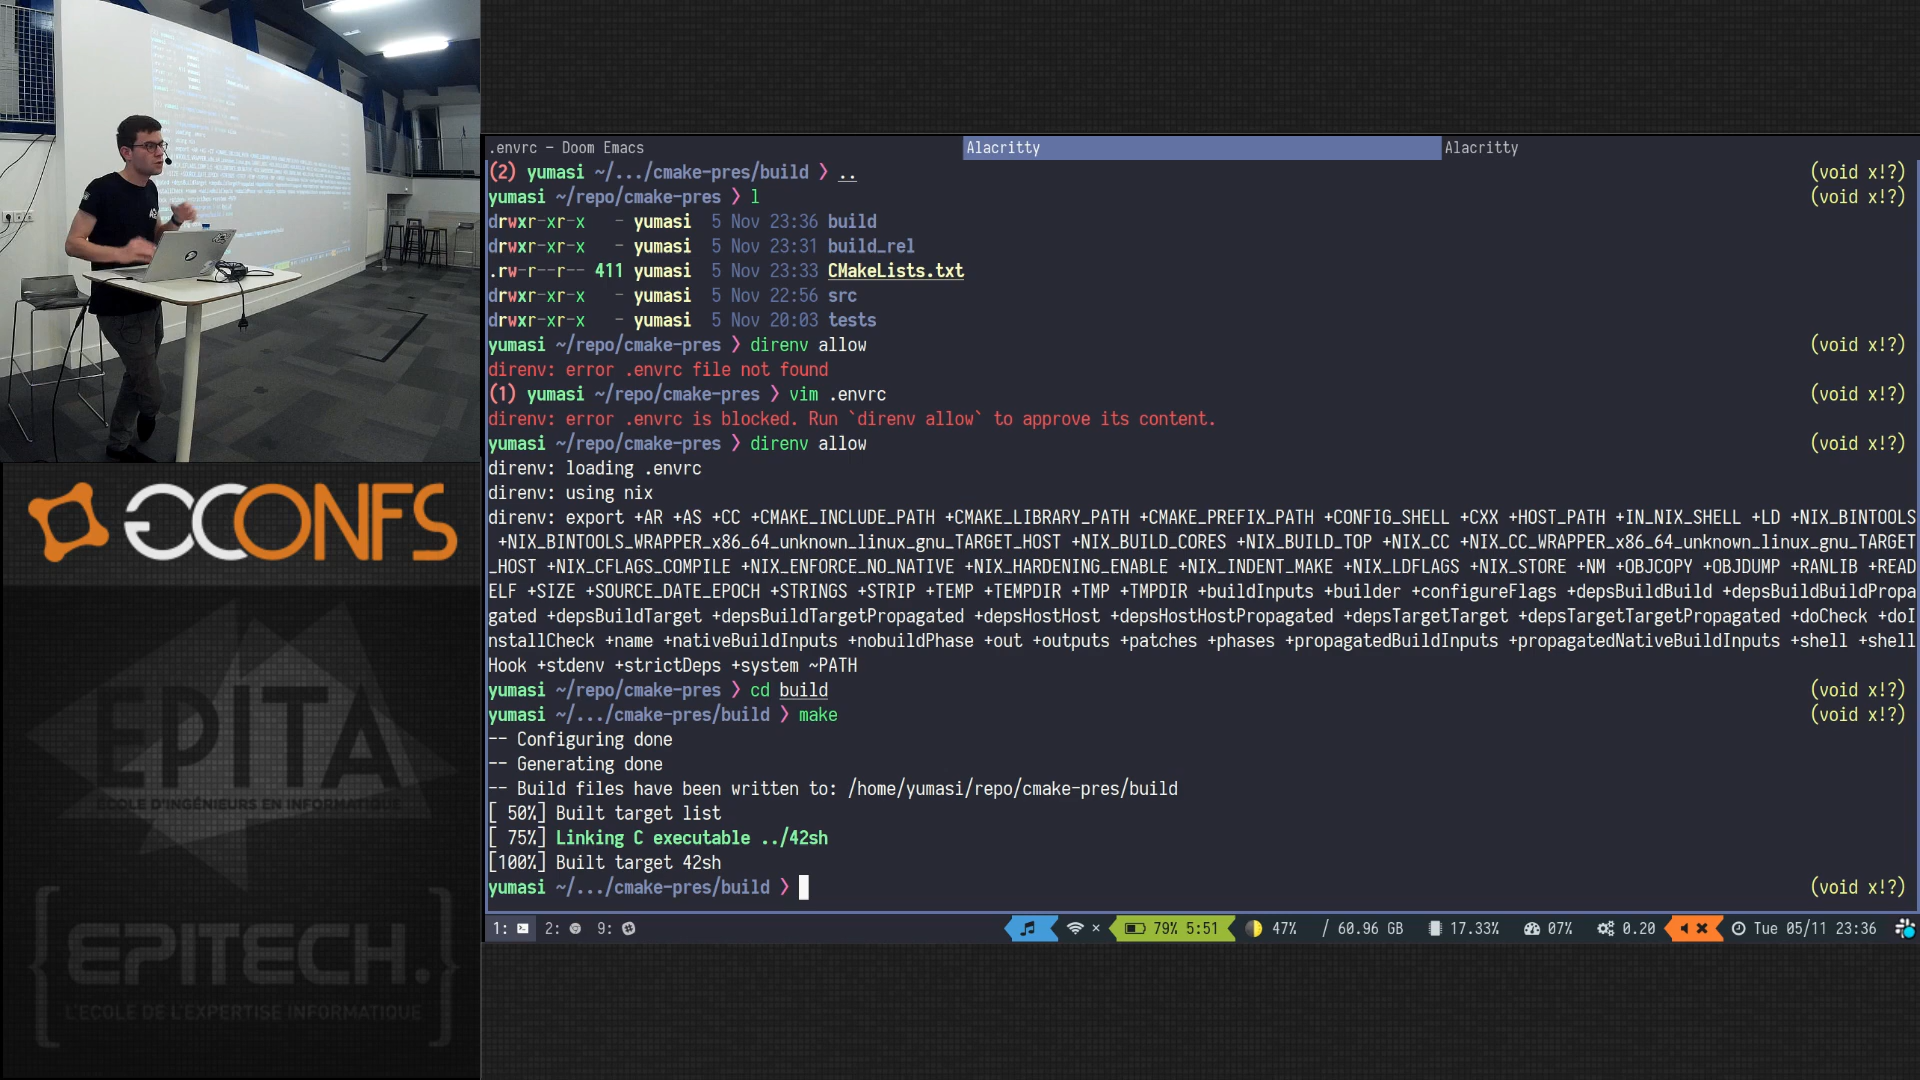 GCONFS
EPITA
ÉCOLE D'INGÉNIEURS EN INFORMATIQUE
{ EPITECH. }
L'ECOLE DE L'EXPERTISE INFORMATIQUE
.envrc – Doom Emacs Alacritty Alacritty
(2) yumasi ~/.../cmake-pres/build ❯ .. (void x!?)
yumasi ~/repo/cmake-pres ❯ l (void x!?)
drwxr-xr-x - yumasi 5 Nov 23:36 build
drwxr-xr-x - yumasi 5 Nov 23:31 build_rel
.rw-r--r-- 411 yumasi 5 Nov 23:33 CMakeLists.txt
drwxr-xr-x - yumasi 5 Nov 22:56 src
drwxr-xr-x - yumasi 5 Nov 20:03 tests
yumasi ~/repo/cmake-pres ❯ direnv allow (void x!?)
direnv: error .envrc file not found
(1) yumasi ~/repo/cmake-pres ❯ vim .envrc (void x!?)
direnv: error .envrc is blocked. Run `direnv allow` to approve its content.
yumasi ~/repo/cmake-pres ❯ direnv allow (void x!?)
direnv: loading .envrc
direnv: using nix
direnv: export +AR +AS +CC +CMAKE_INCLUDE_PATH +CMAKE_LIBRARY_PATH +CMAKE_PREFIX_PATH +CONFIG_SHELL +CXX +HOST_PATH +IN_NIX_SHELL +LD +NIX_BINTOOLS
+NIX_BINTOOLS_WRAPPER_x86_64_unknown_linux_gnu_TARGET_HOST +NIX_BUILD_CORES +NIX_BUILD_TOP +NIX_CC +NIX_CC_WRAPPER_x86_64_unknown_linux_gnu_TARGET
_HOST +NIX_CFLAGS_COMPILE +NIX_ENFORCE_NO_NATIVE +NIX_HARDENING_ENABLE +NIX_INDENT_MAKE +NIX_LDFLAGS +NIX_STORE +NM +OBJCOPY +OBJDUMP +RANLIB +READ
ELF +SIZE +SOURCE_DATE_EPOCH +STRINGS +STRIP +TEMP +TEMPDIR +TMP +TMPDIR +buildInputs +builder +configureFlags +depsBuildBuild +depsBuildBuildPropa
gated +depsBuildTarget +depsBuildTargetPropagated +depsHostHost +depsHostHostPropagated +depsTargetTarget +depsTargetTargetPropagated +doCheck +doI
nstallCheck +name +nativeBuildInputs +nobuildPhase +out +outputs +patches +phases +propagatedBuildInputs +propagatedNativeBuildInputs +shell +shell
Hook +stdenv +strictDeps +system ~PATH
yumasi ~/repo/cmake-pres ❯ cd build (void x!?)
yumasi ~/.../cmake-pres/build ❯ make (void x!?)
-- Configuring done
-- Generating done
-- Build files have been written to: /home/yumasi/repo/cmake-pres/build
[ 50%] Built target list
[ 75%] Linking C executable ../42sh
[100%] Built target 42sh
yumasi ~/.../cmake-pres/build ❯ (void x!?)
1: 2: 9: × 79% 5:51 47% / 60.96 GB 17.33% 07% 0.20 Tue 05/11 23:36